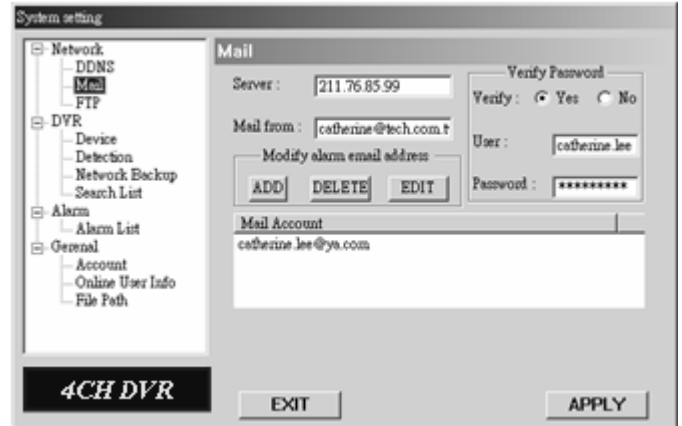 System setting
Network
DDNS
Mail
FTP
DVR
Device
Detection
Network Backup
Search List
Alarm
Alarm List
Gerenal
Account
Online User Info
File Path
4CH DVR
Mail
Server :
211.76.85.99
Mail from :
catherine@tech.com.t
Modify alarm email address
ADD
DELETE
EDIT
Verify Password
Verify :
Yes
No
User :
catherine.lee
Password :
*********
Mail Account
catherine.lee@ya.com
EXIT
APPLY